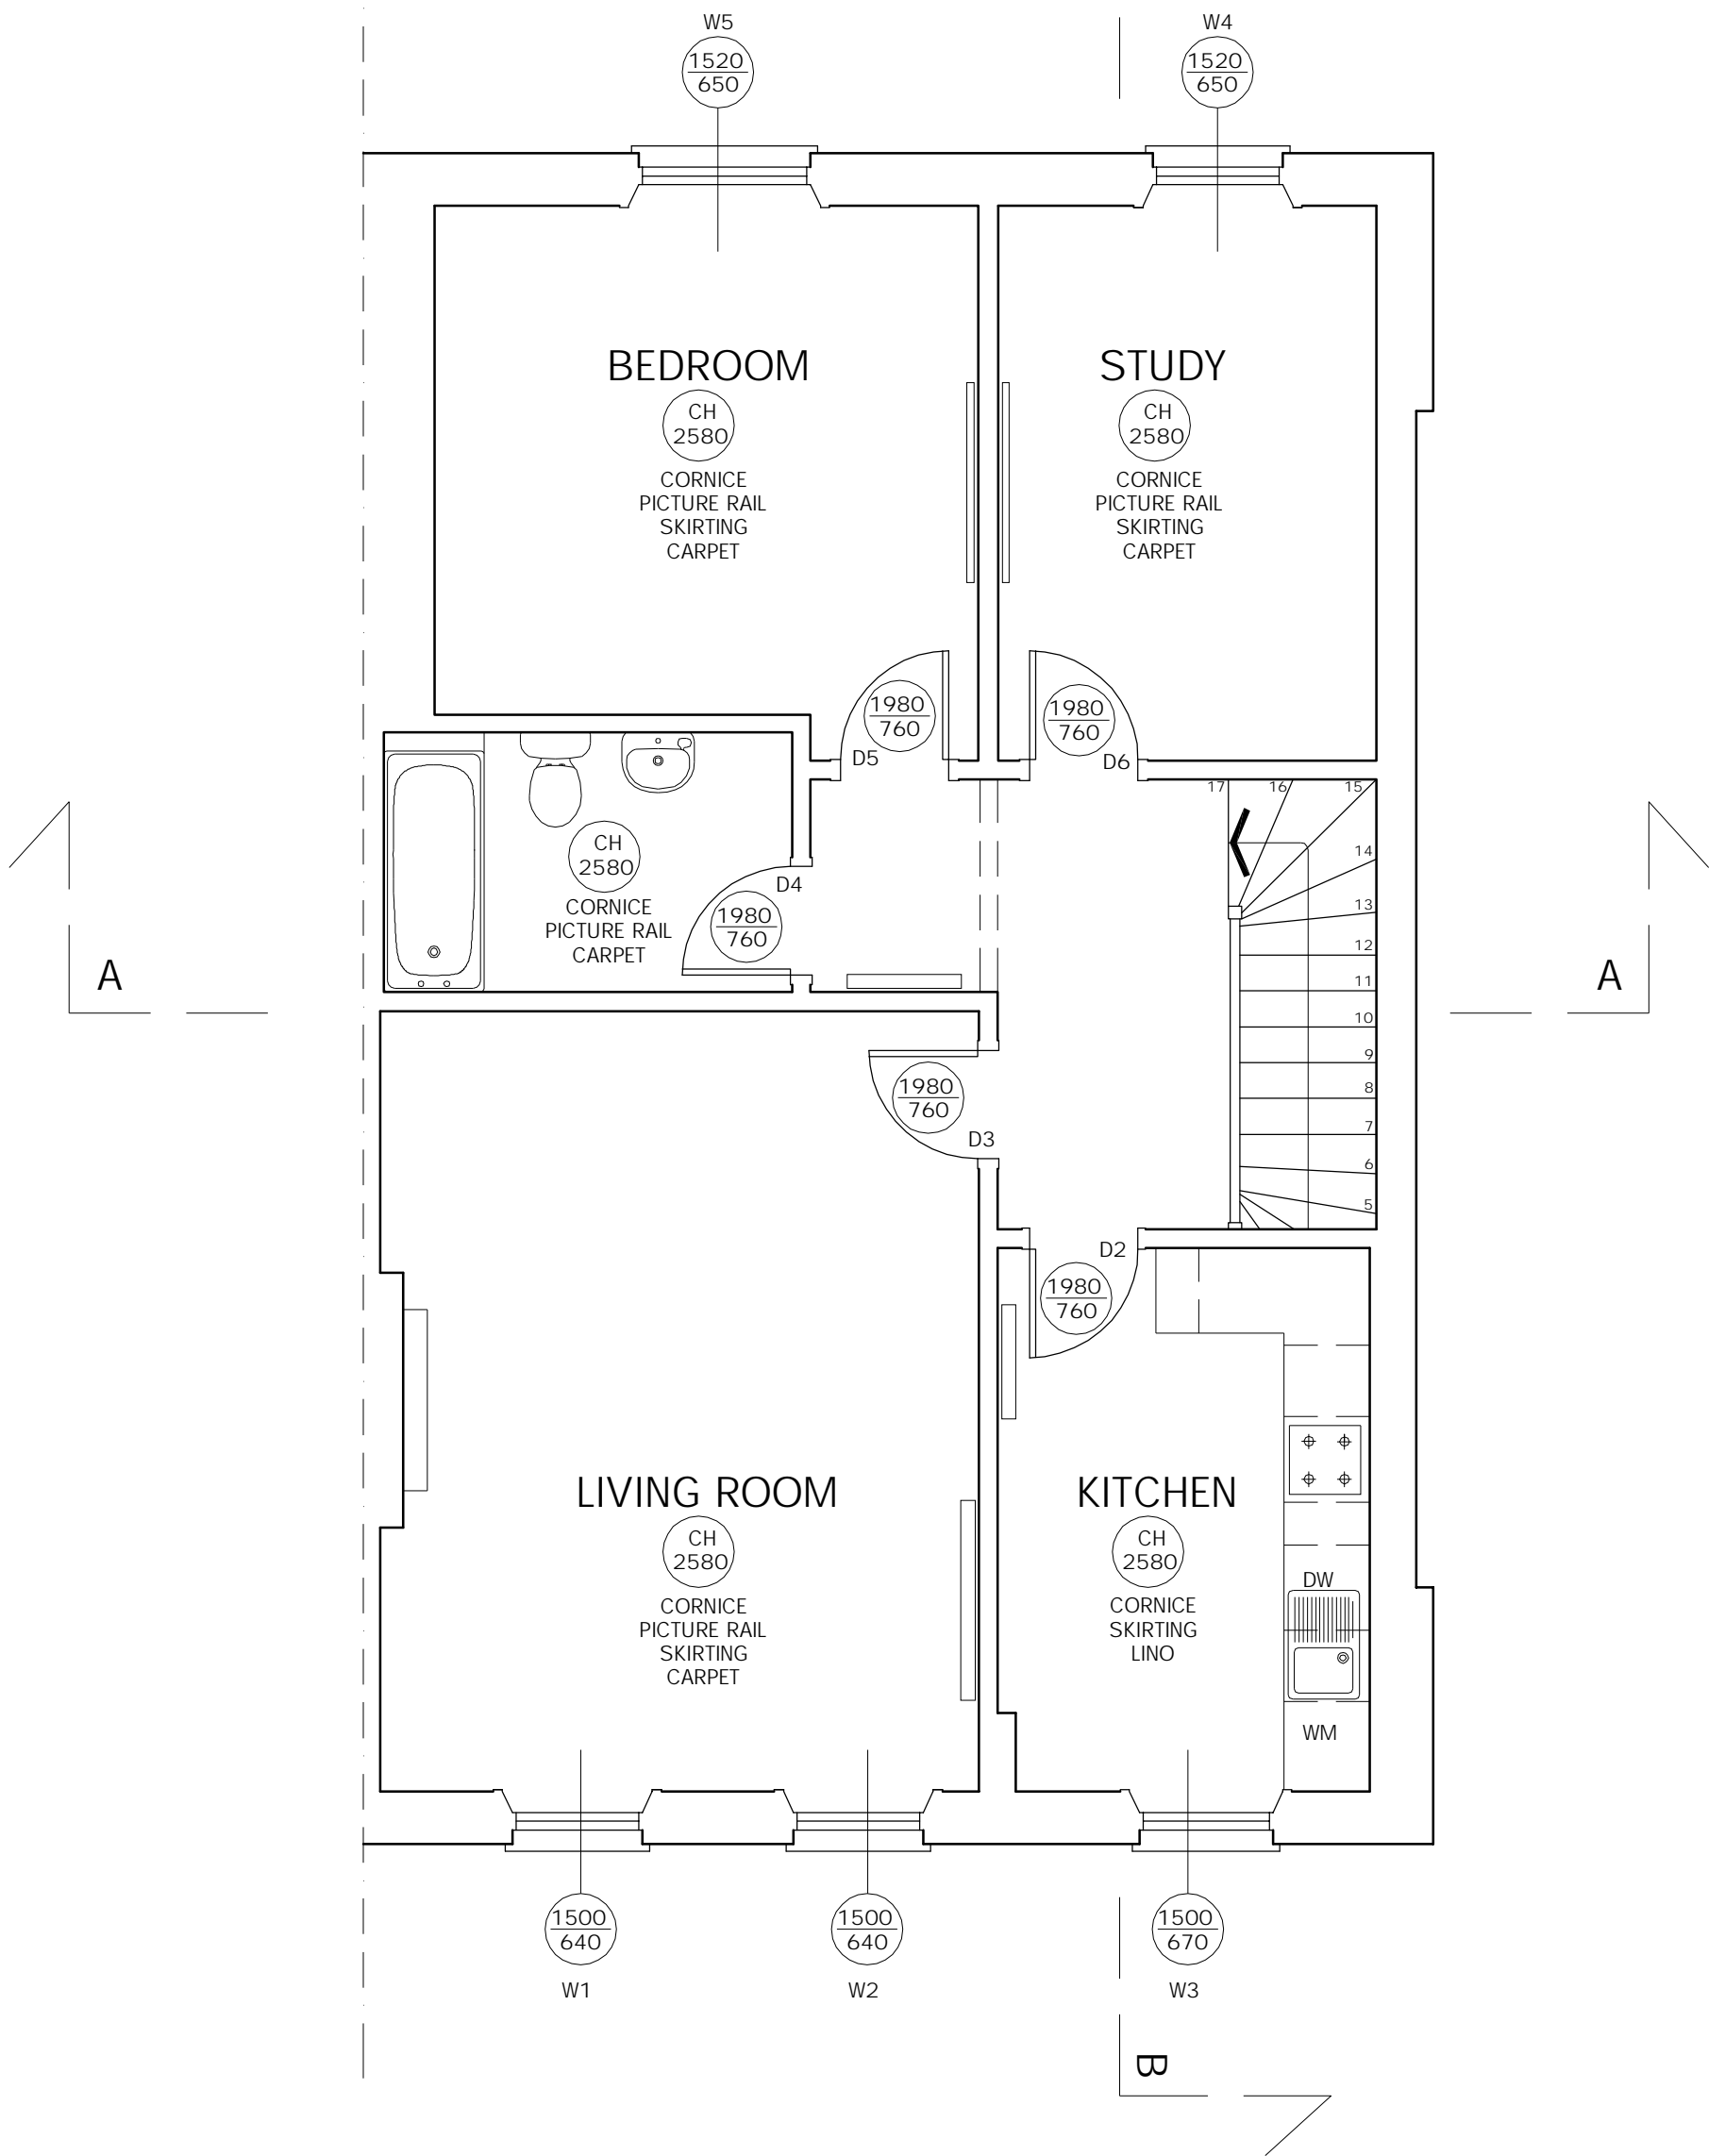 W5
1520
650
W4
1520
650
BEDROOM
CH
2580
CORNICE
PICTURE RAIL
SKIRTING
CARPET
STUDY
CH
2580
CORNICE
PICTURE RAIL
SKIRTING
CARPET
1980
760
D5
1980
760
D6
17
16
15
14
13
12
11
10
9
8
7
6
5
CH
2580
CORNICE
PICTURE RAIL
CARPET
D4
1980
760
A
A
1980
760
D3
D2
1980
760
LIVING ROOM
CH
2580
CORNICE
PICTURE RAIL
SKIRTING
CARPET
KITCHEN
CH
2580
CORNICE
SKIRTING
LINO
DW
WM
1500
640
W1
1500
640
W2
1500
670
W3
B